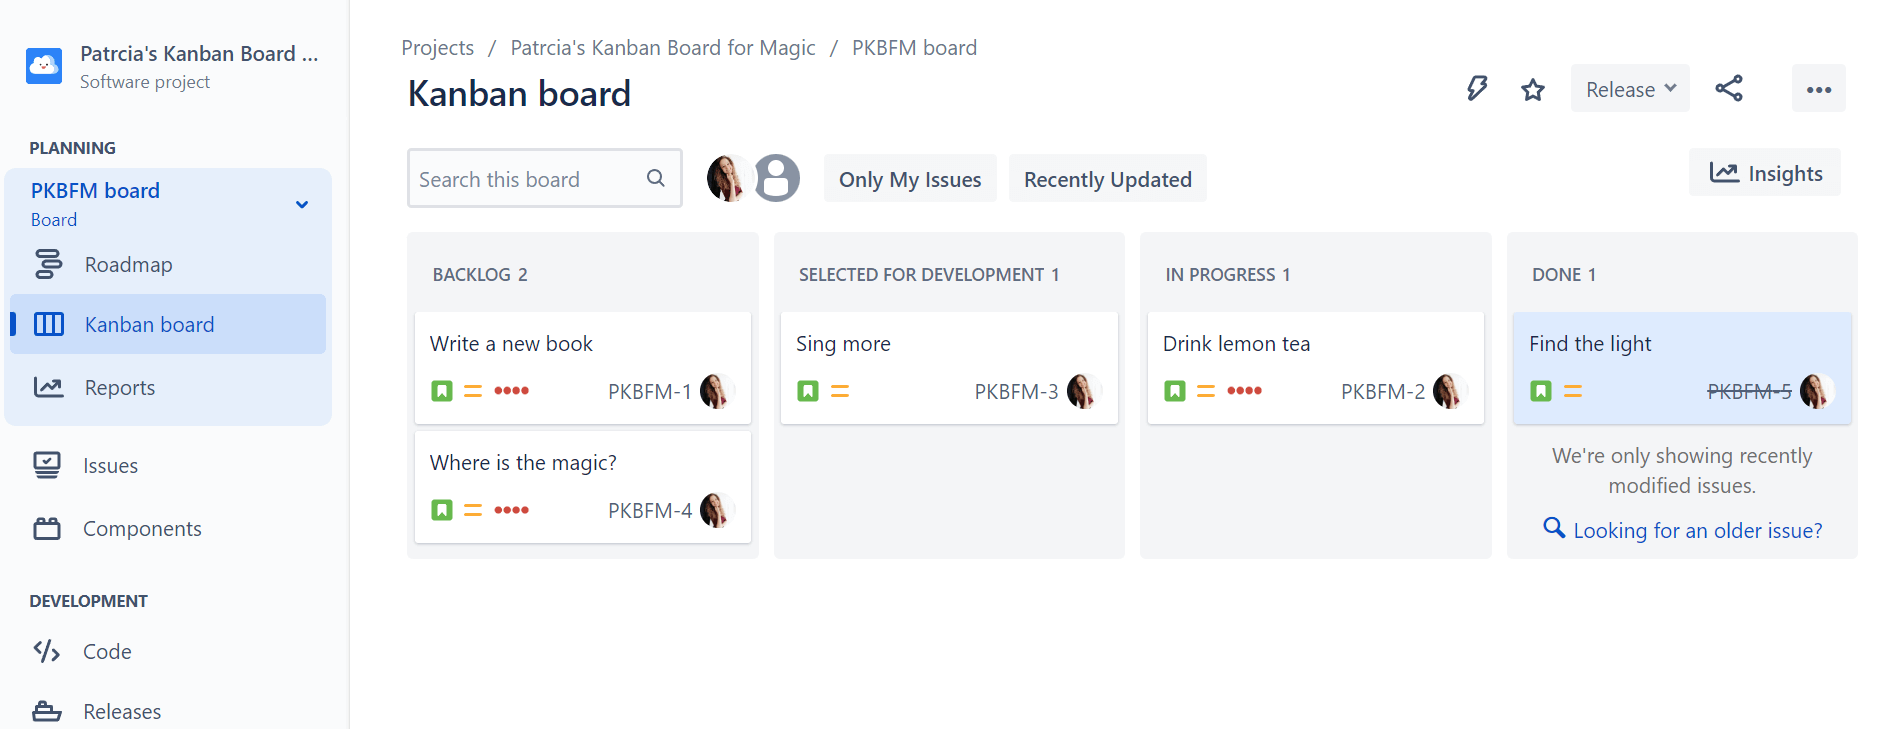 Patrcia's Kanban Board ...
Software project
PLANNING
PKBFM board
Board
Roadmap
Kanban board
Reports
Issues
Components
DEVELOPMENT
Code
Releases
Projects / Patrcia's Kanban Board for Magic / PKBFM board
Kanban board
Release
Search this board
Only My Issues
Recently Updated
Insights
BACKLOG 2
Write a new book
PKBFM-1
Where is the magic?
PKBFM-4
SELECTED FOR DEVELOPMENT 1
Sing more
PKBFM-3
IN PROGRESS 1
Drink lemon tea
PKBFM-2
DONE 1
Find the light
PKBFM-5
We're only showing recently
modified issues.
Looking for an older issue?